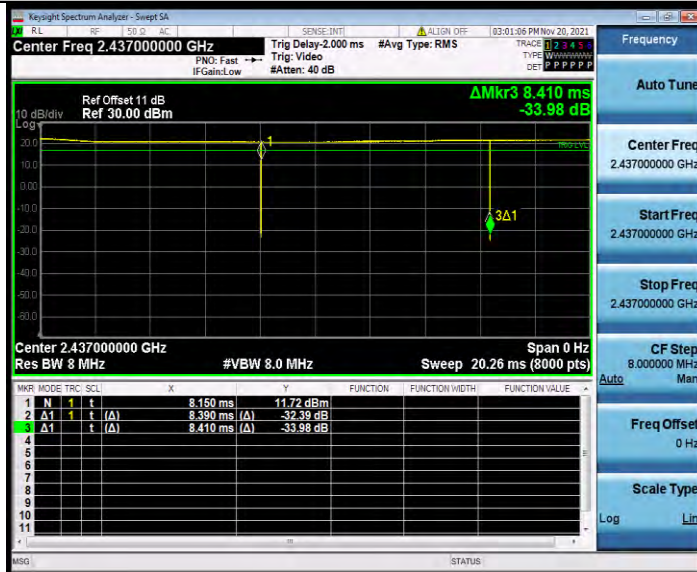 Keysight Spectrum Analyzer - Swept SA
RL RF 50 Ω AC SENSE:INT ALIGN OFF 03:01:06 PM Nov 20, 2021
Center Freq 2.437000000 GHz Trig Delay-2.000 ms #Avg Type: RMS TRACE 1 2 3 4 5 6
PNO: Fast Trig: Video TYPE WWWWWW
IFGain:Low #Atten: 40 dB DET P P P P P P
ΔMkr3 8.410 ms
Ref Offset 11 dB
10 dB/div Ref 30.00 dBm -33.98 dB
Log
20.0
10.0
0.00
-10.0
-20.0
-30.0
-40.0
-50.0
-60.0
1
TRIG LVL
3Δ1
Center 2.437000000 GHz Span 0 Hz
Res BW 8 MHz #VBW 8.0 MHz Sweep 20.26 ms (8000 pts)
MKR MODE TRC SCL X Y FUNCTION FUNCTION WIDTH FUNCTION VALUE
1 N 1 t 8.150 ms 11.72 dBm
2 Δ1 1 t (Δ) 8.390 ms (Δ) -32.39 dB
3 Δ1 t (Δ) 8.410 ms (Δ) -33.98 dB
4
5
6
7
8
9
10
11
MSG STATUS
Frequency
Auto Tune
Center Freq
2.437000000 GHz
Start Freq
2.437000000 GHz
Stop Freq
2.437000000 GHz
CF Step
8.000000 MHz
Auto Man
Freq Offset
0 Hz
Scale Type
Log Lin